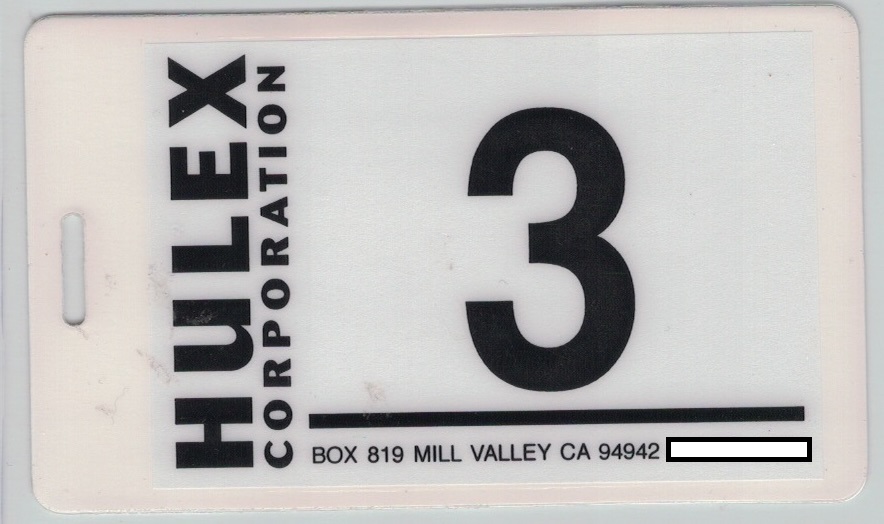 HuLEX
CORPORATION
3
BOX 819 MILL VALLEY CA 94942